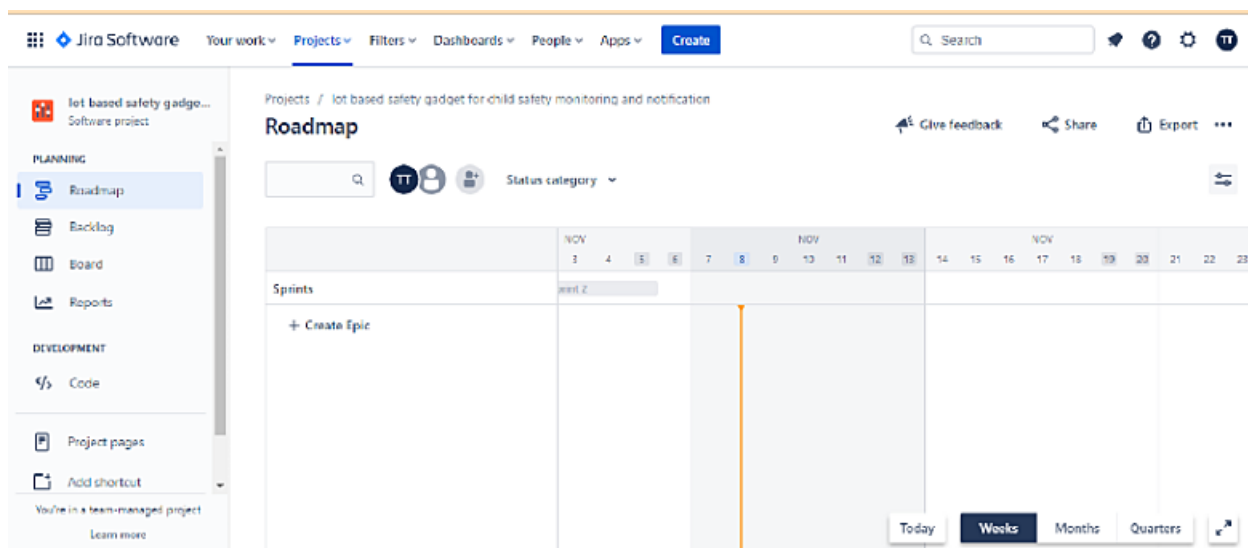 Jira Software Your work Projects Filters Dashboards People Apps Create Search TT
Iot based safety gadge...
Software project
PLANNING
Roadmap
Backlog
Board
Reports
DEVELOPMENT
Code
Project pages
Add shortcut
You're in a team-managed project
Learn more
Projects / Iot based safety gadget for child safety monitoring and notification
Roadmap
Give feedback Share Export
TT Status category
NOV NOV NOV
3 4 5 6 7 8 9 10 11 12 13 14 15 16 17 18 19 20 21 22 23
Sprints
print 2
+ Create Epic
Today Weeks Months Quarters